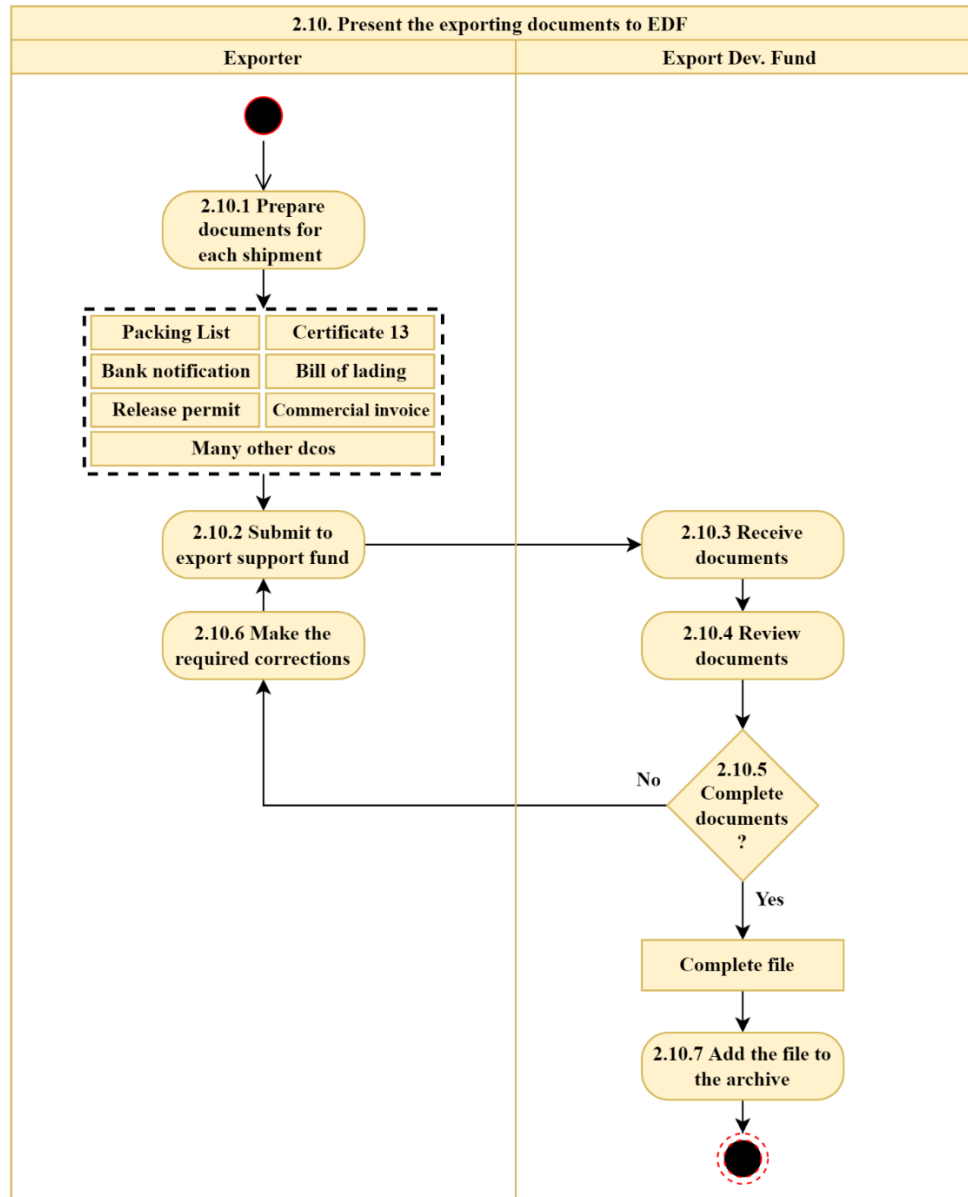 2.10. Present the exporting documents to EDF
Exporter
Export Dev. Fund
2.10.1 Prepare
documents for
each shipment
Packing List
Certificate 13
Bank notification
Bill of lading
Release permit
Commercial invoice
Many other dcos
2.10.2 Submit to
export support fund
2.10.3 Receive
documents
2.10.6 Make the
required corrections
2.10.4 Review
documents
No
2.10.5
Complete
documents
?
Yes
Complete file
2.10.7 Add the file to
the archive